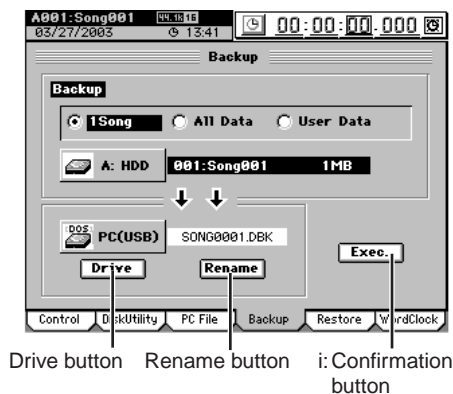 A001:Song001 44.1k 16
03/27/2003 13:41 00:00:00.000
Backup
Backup
1Song All Data User Data
A: HDD 001:Song001 1MB
DOS
PC(USB) SONG0001.DBK
Exec.
Drive Rename
Control DiskUtility PC File Backup Restore WordClock
Drive button Rename button i: Confirmation
button